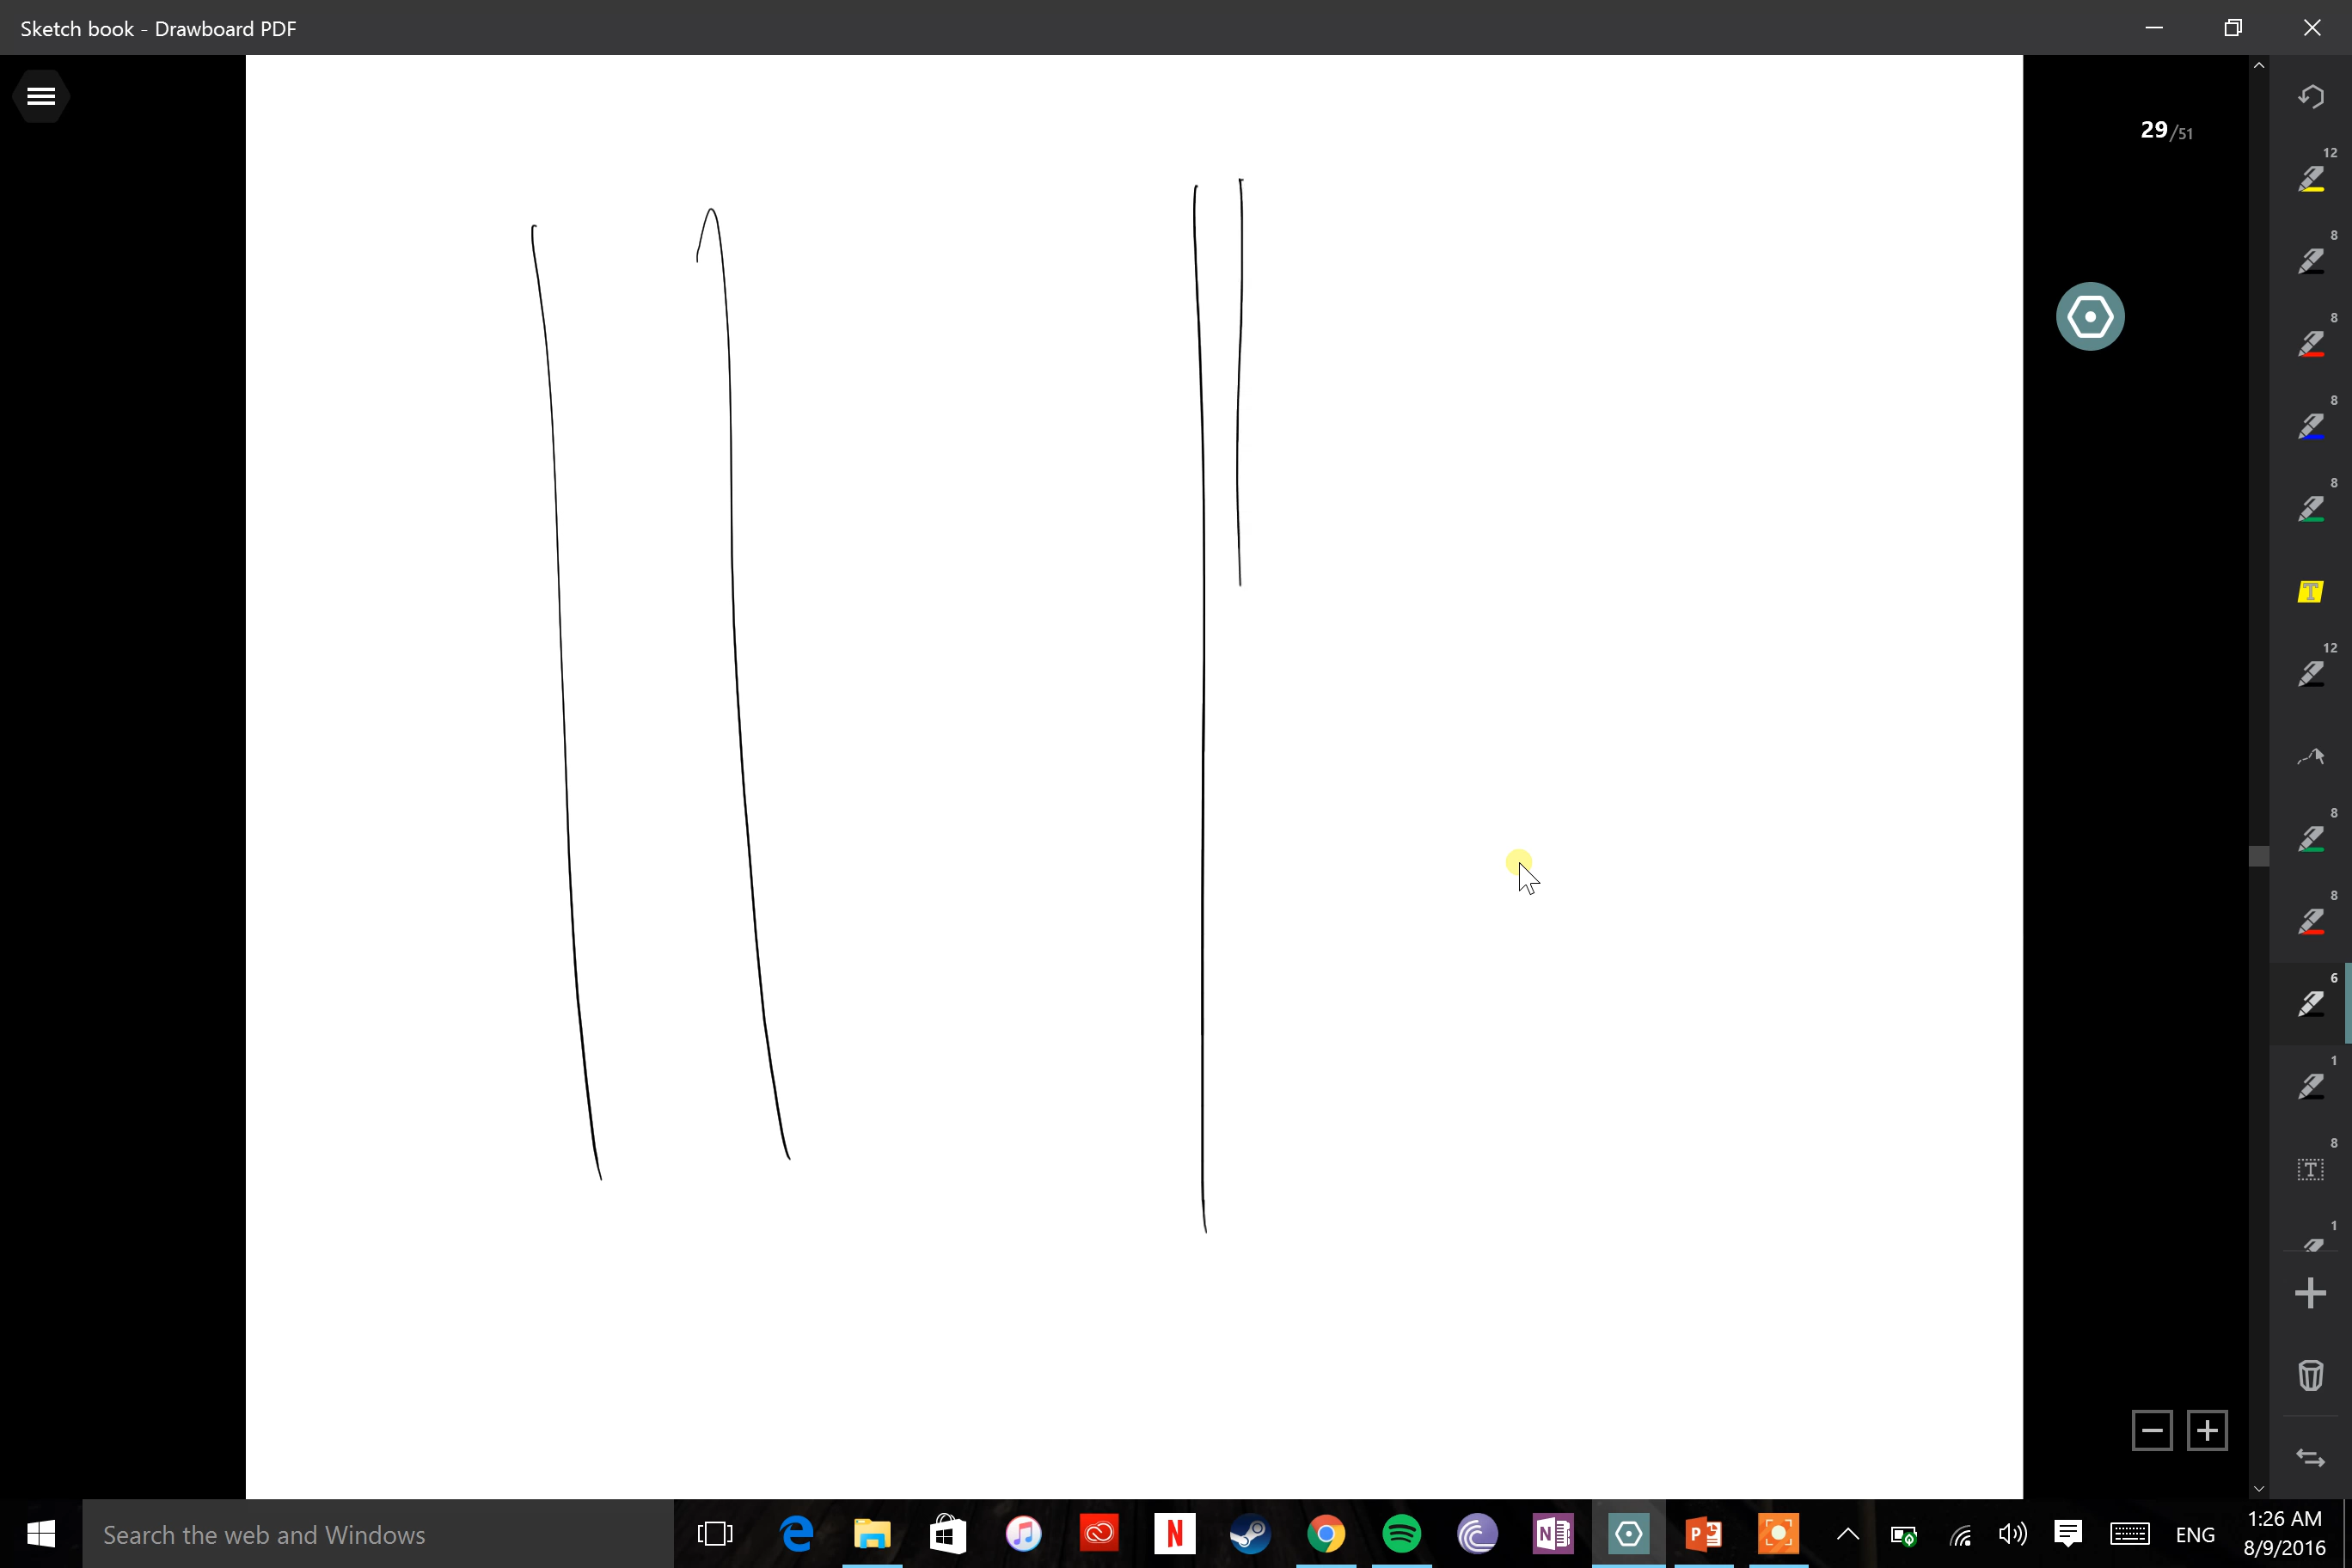 Sketch book - Drawboard PDF
29/51
12
8
8
8
8
T
12
8
8
6
1
8
T
1
Search the web and Windows
N
N
P
ENG
1:26 AM
8/9/2016